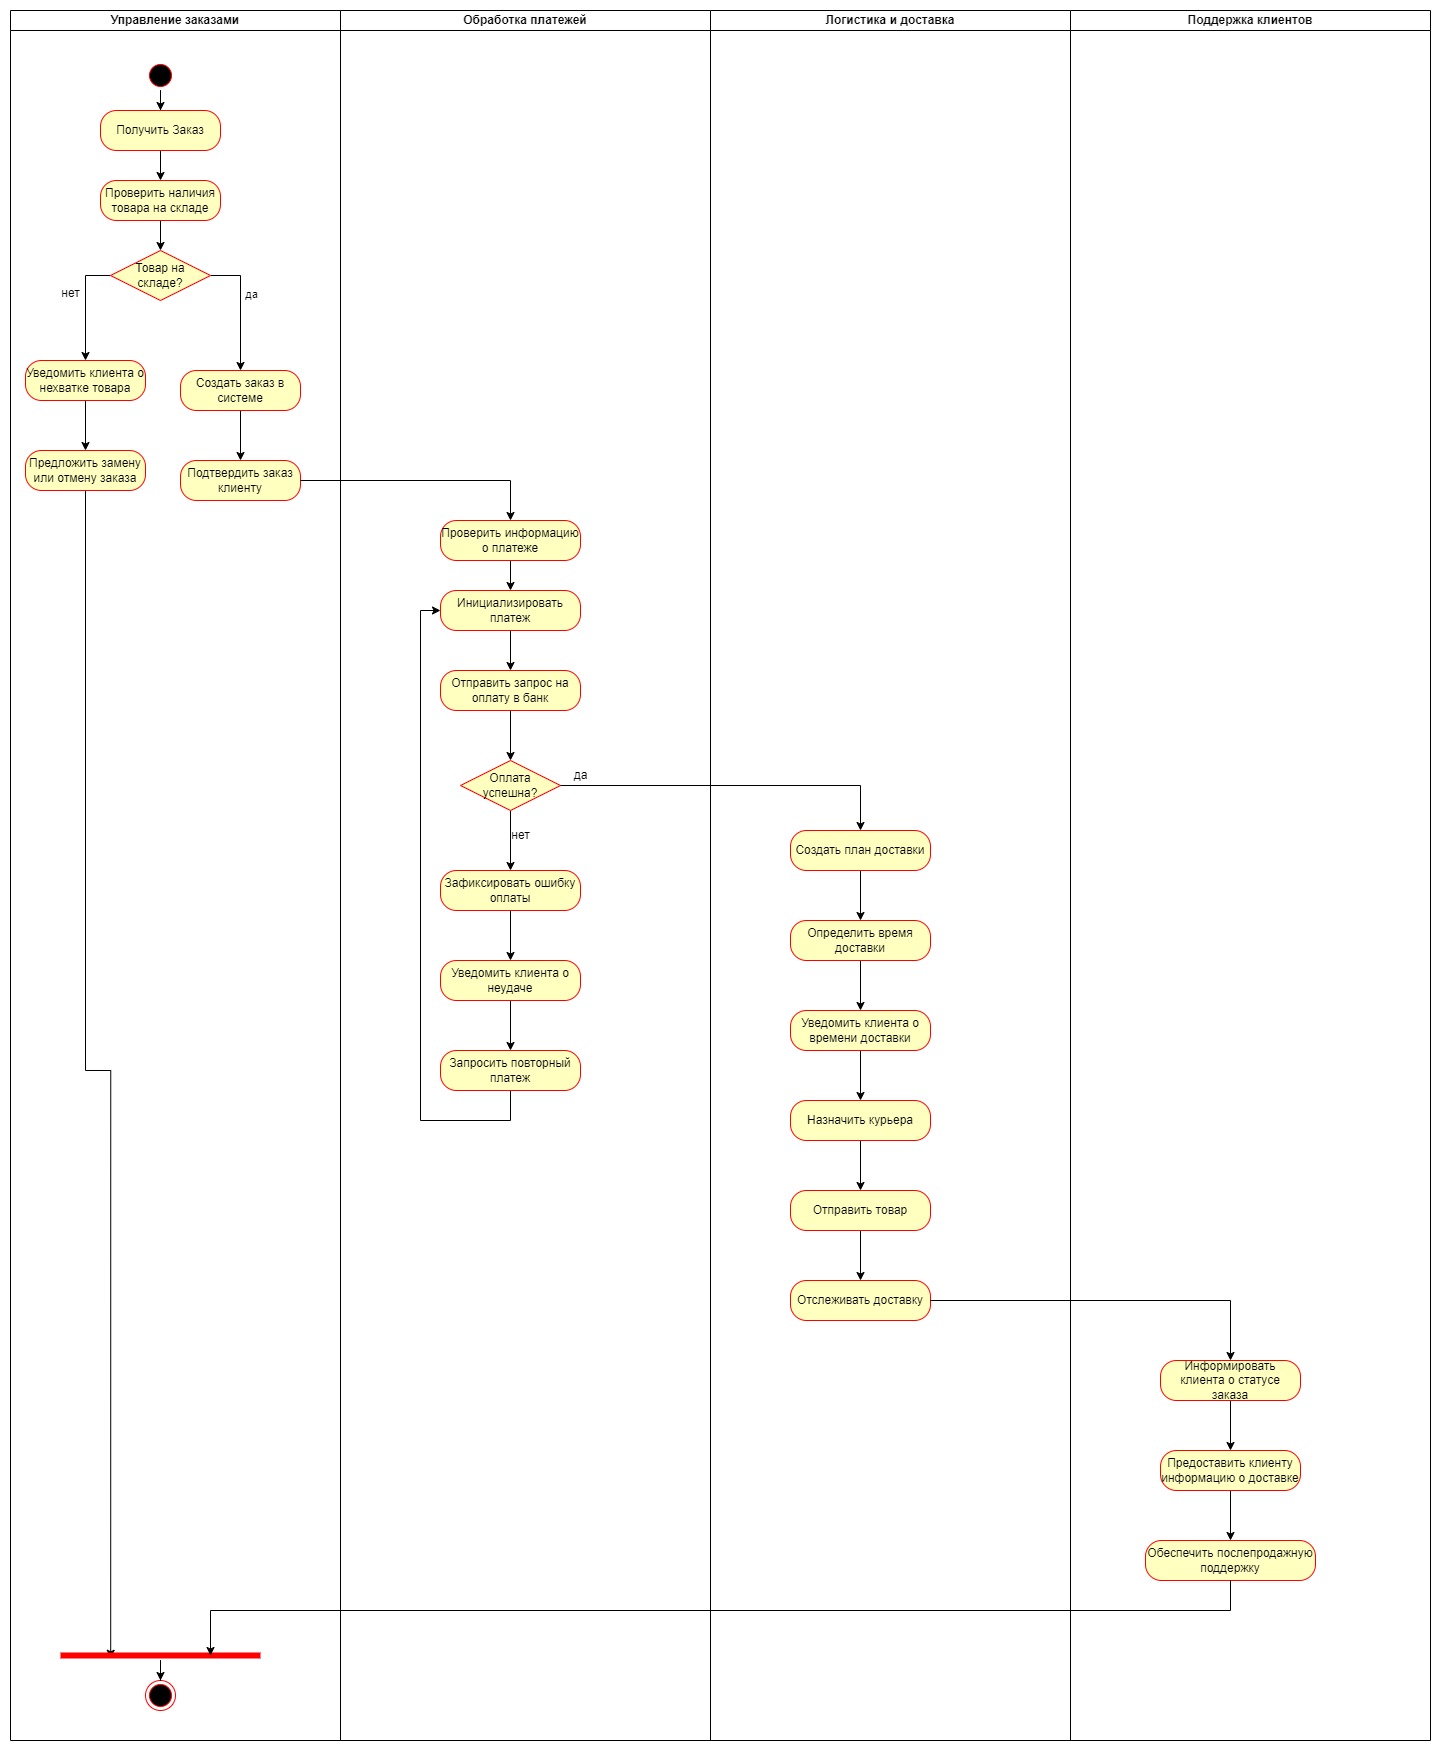 Управление заказами
Обработка платежей
Логистика и доставка
Поддержка клиентов
Получить Заказ
Проверить наличия
товара на складе
Товар на
складе?
нет
да
Уведомить клиента о
нехватке товара
Создать заказ в
системе
Предложить замену
или отмену заказа
Подтвердить заказ
клиенту
Проверить информацию
о платеже
Инициализировать
платеж
Отправить запрос на
оплату в банк
Оплата
успешна?
да
нет
Зафиксировать ошибку
оплаты
Уведомить клиента о
неудаче
Запросить повторный
платеж
Создать план доставки
Определить время
доставки
Уведомить клиента о
времени доставки
Назначить курьера
Отправить товар
Отслеживать доставку
Информировать
клиента о статусе
заказа
Предоставить клиенту
информацию о доставке
Обеспечить послепродажную
поддержку